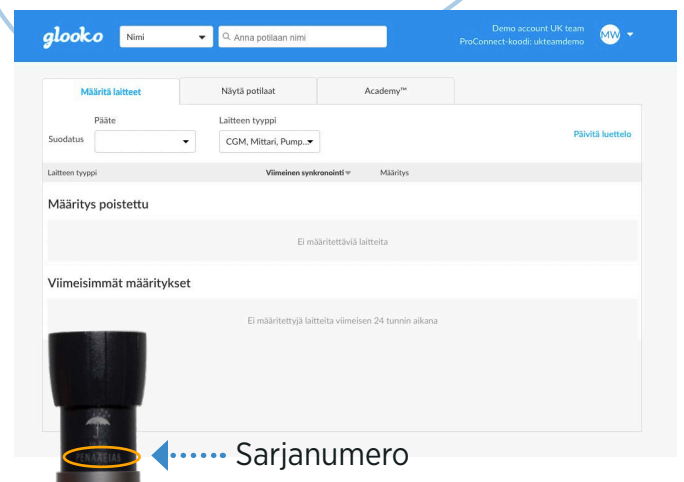 glooko
Nimi
Anna potilaan nimi
Demo account UK team
ProConnect-koodi: ukteamdemo
MW
Määritä laitteet
Näytä potilaat
Academy™
Pääte
Laitteen tyyppi
Suodatus
CGM, Mittari, Pump...
Päivitä luettelo
Laitteen tyyppi
Viimeinen synkronointi
Määritys
Määritys poistettu
Ei määritettäviä laitteita
Viimeisimmät määritykset
Ei määritettyjä laitteita viimeisen 24 tunnin aikana
Sarjanumero